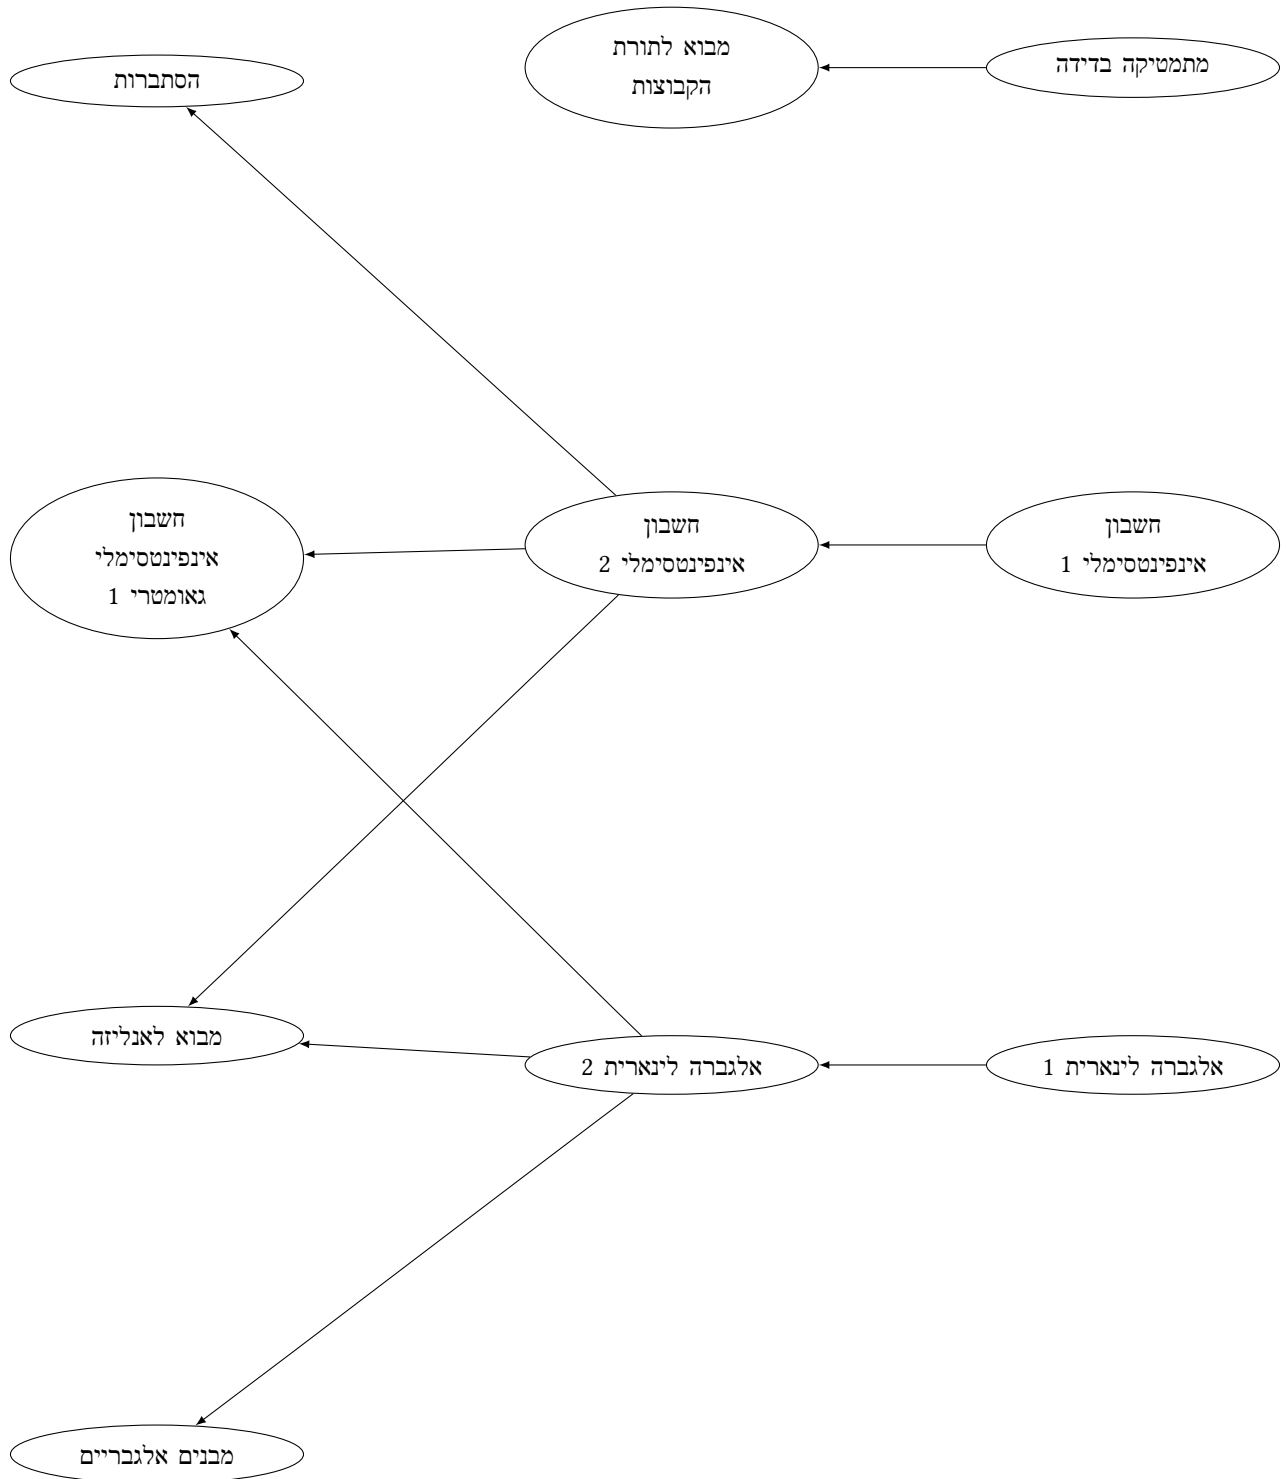 מתמטיקה בדידה
מבוא לתורת
הקבוצות
הסתברות
חשבון
אינפינטסימלי 1
חשבון
אינפינטסימלי 2
חשבון
אינפינטסימלי
גאומטרי 1
אלגברה לינארית 1
אלגברה לינארית 2
מבוא לאנליזה
מבנים אלגבריים